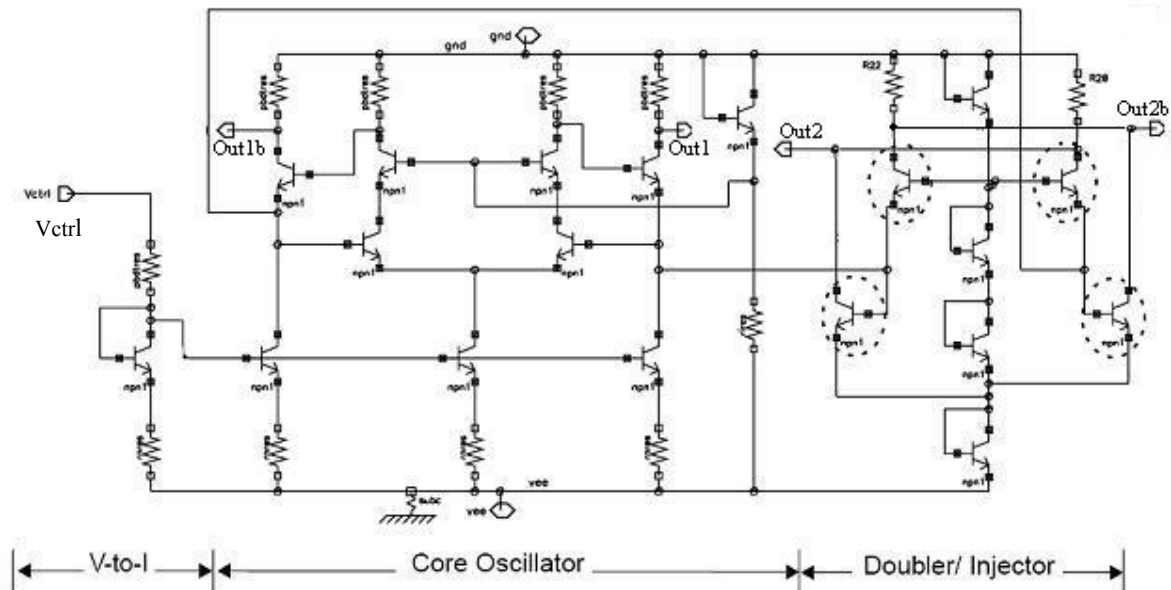 gnd
gnd
R22
R20
Out1b
Out1
Out2
Out2b
npn1
npn1
npn1
npn1
npn1
npn1
npn1
Vctrl
Vctrl
npn1
npn1
npn1
npn1
npn1
npn1
npn1
npn1
npn1
npn1
npn1
npn1
vee
subc
vee
V-to-I
Core Oscillator
Doubler/ Injector